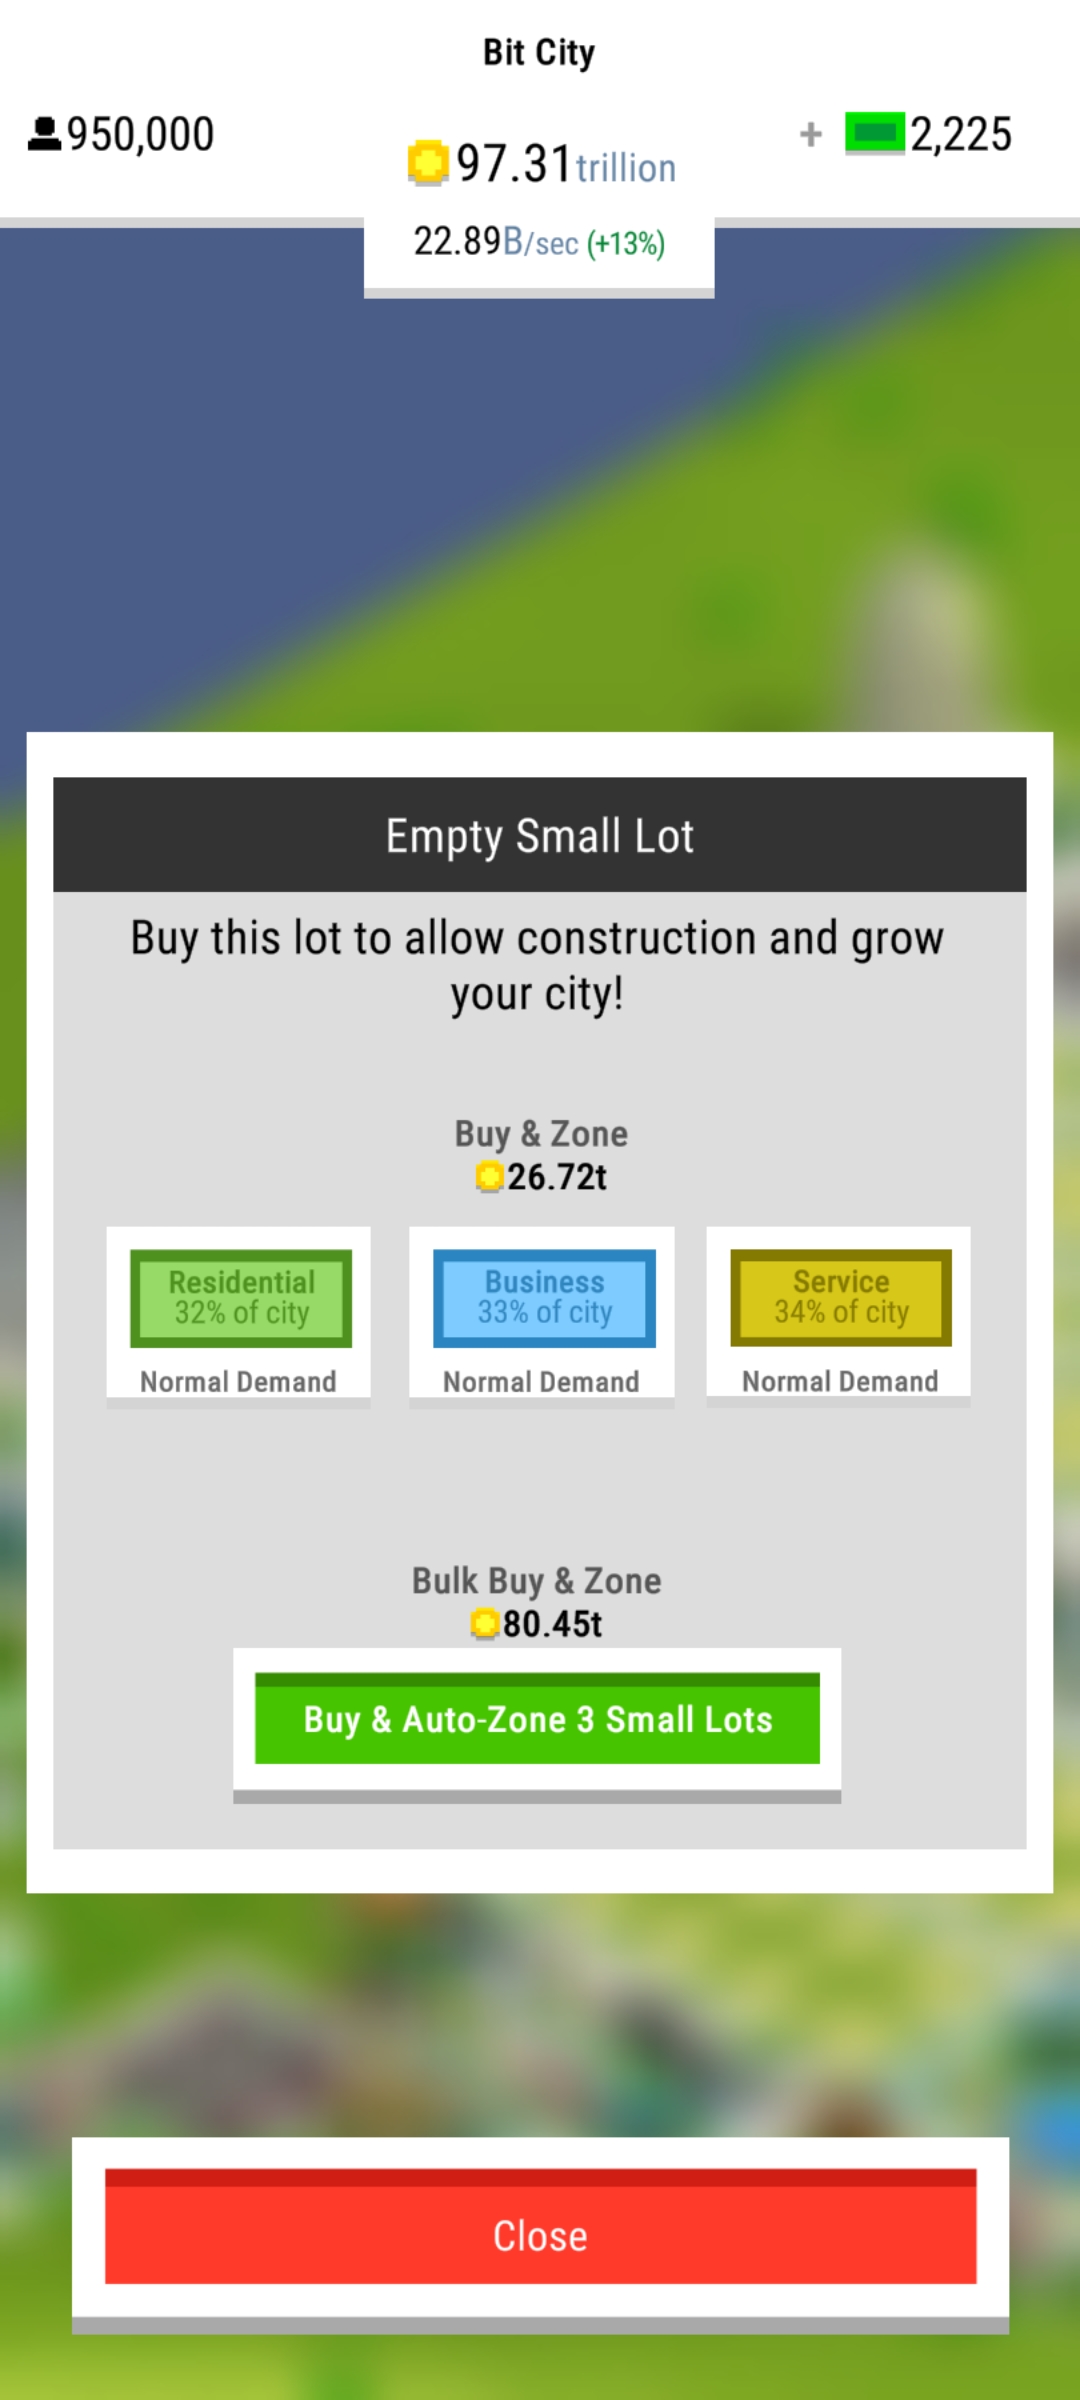 Bit City
950,000
97.31trillion
+ 2,225
22.89B/sec (+13%)
Empty Small Lot
Buy this lot to allow construction and grow
your city!
Buy & Zone
26.72t
Residential
32% of city
Normal Demand
Business
33% of city
Normal Demand
Service
34% of city
Normal Demand
Bulk Buy & Zone
80.45t
Buy & Auto-Zone 3 Small Lots
Close